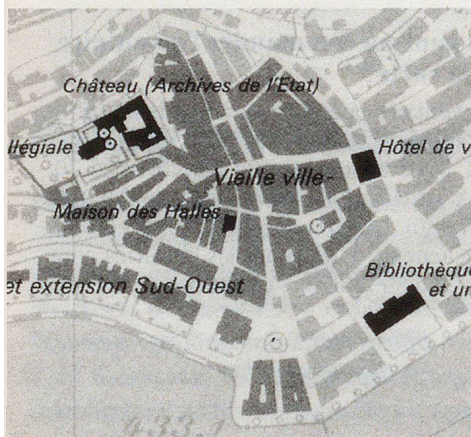 Château (Archives de l'Etat)
llégiale
Hôtel de v
Vieille ville-
Maison des Halles
Bibliothèque
et extension Sud-Ouest
et un
433.